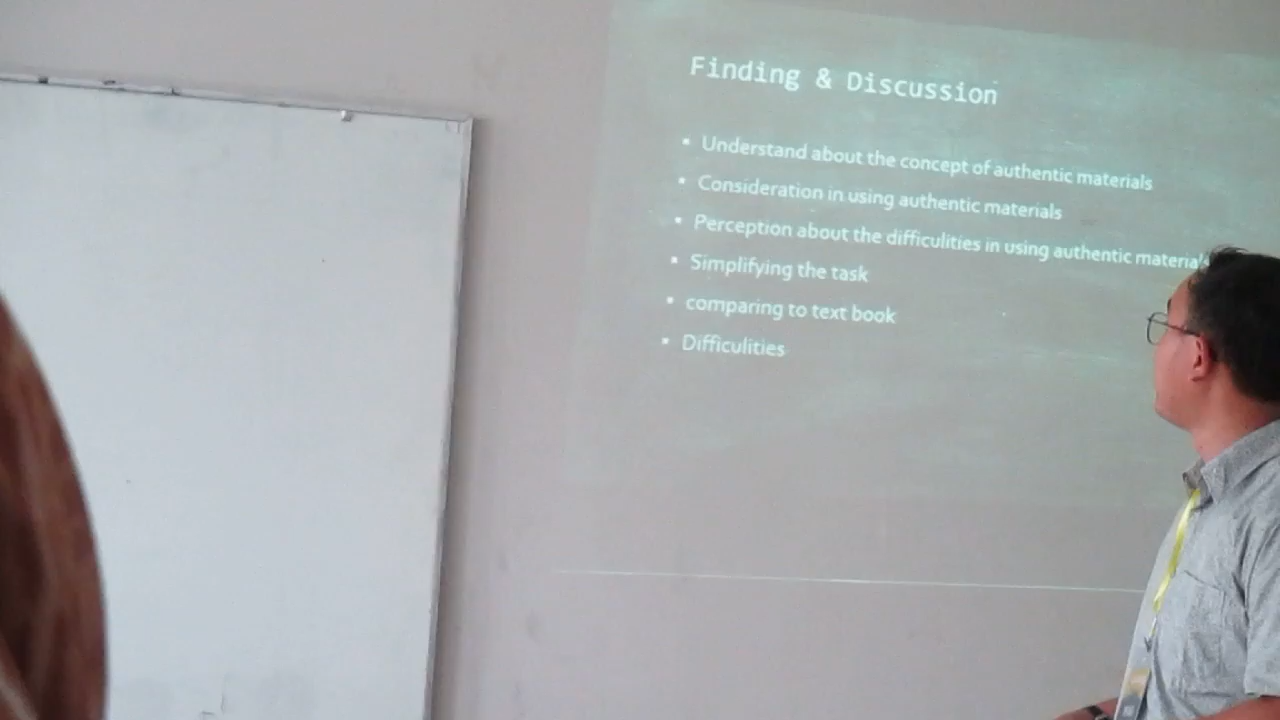 Finding & Discussion
▪ Understand about the concept of authentic materials
▪ Consideration in using authentic materials
▪ Perception about the difficulities in using authentic materials
▪ Simplifying the task
▪ comparing to text book
▪ Difficulities